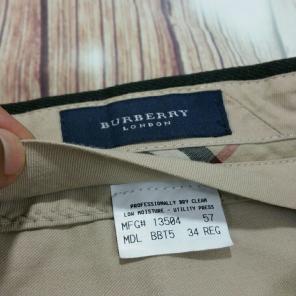 BURBERRY
LONDON
PROFESSIONALLY DRY CLEAN
LOW MOISTURE - UTILITY PRESS
MFG# 13504 57
MDL BBT5 34 REG